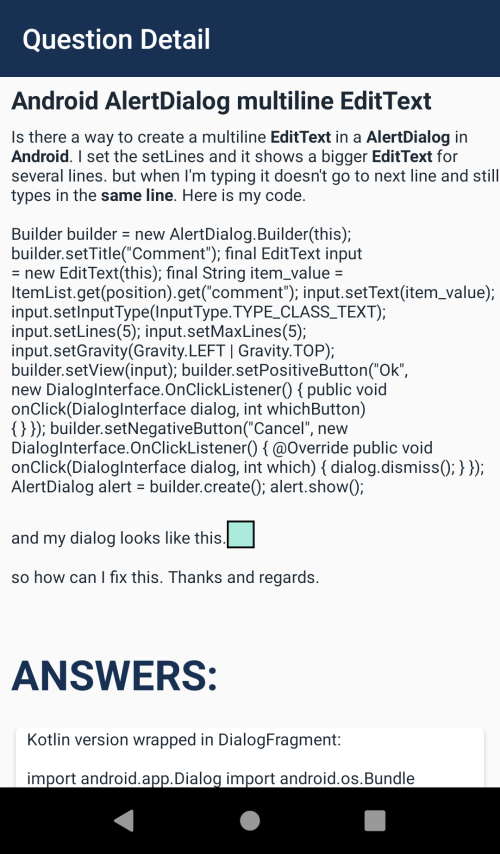 Question Detail
Android AlertDialog multiline EditText
Is there a way to create a multiline EditText in a AlertDialog in
Android. I set the setLines and it shows a bigger EditText for
several lines. but when I'm typing it doesn't go to next line and still
types in the same line. Here is my code.
Builder builder = new AlertDialog.Builder(this);
builder.setTitle("Comment"); final EditText input
= new EditText(this); final String item_value =
ItemList.get(position).get("comment"); input.setText(item_value);
input.setInputType(InputType.TYPE_CLASS_TEXT);
input.setLines(5); input.setMaxLines(5);
input.setGravity(Gravity.LEFT | Gravity.TOP);
builder.setView(input); builder.setPositiveButton("Ok",
new DialogInterface.OnClickListener() { public void
onClick(DialogInterface dialog, int whichButton)
{ } }); builder.setNegativeButton("Cancel", new
DialogInterface.OnClickListener() { @Override public void
onClick(DialogInterface dialog, int which) { dialog.dismiss(); } });
AlertDialog alert = builder.create(); alert.show();
and my dialog looks like this.
so how can I fix this. Thanks and regards.
ANSWERS:
Kotlin version wrapped in DialogFragment:
import android.app.Dialog import android.os.Bundle